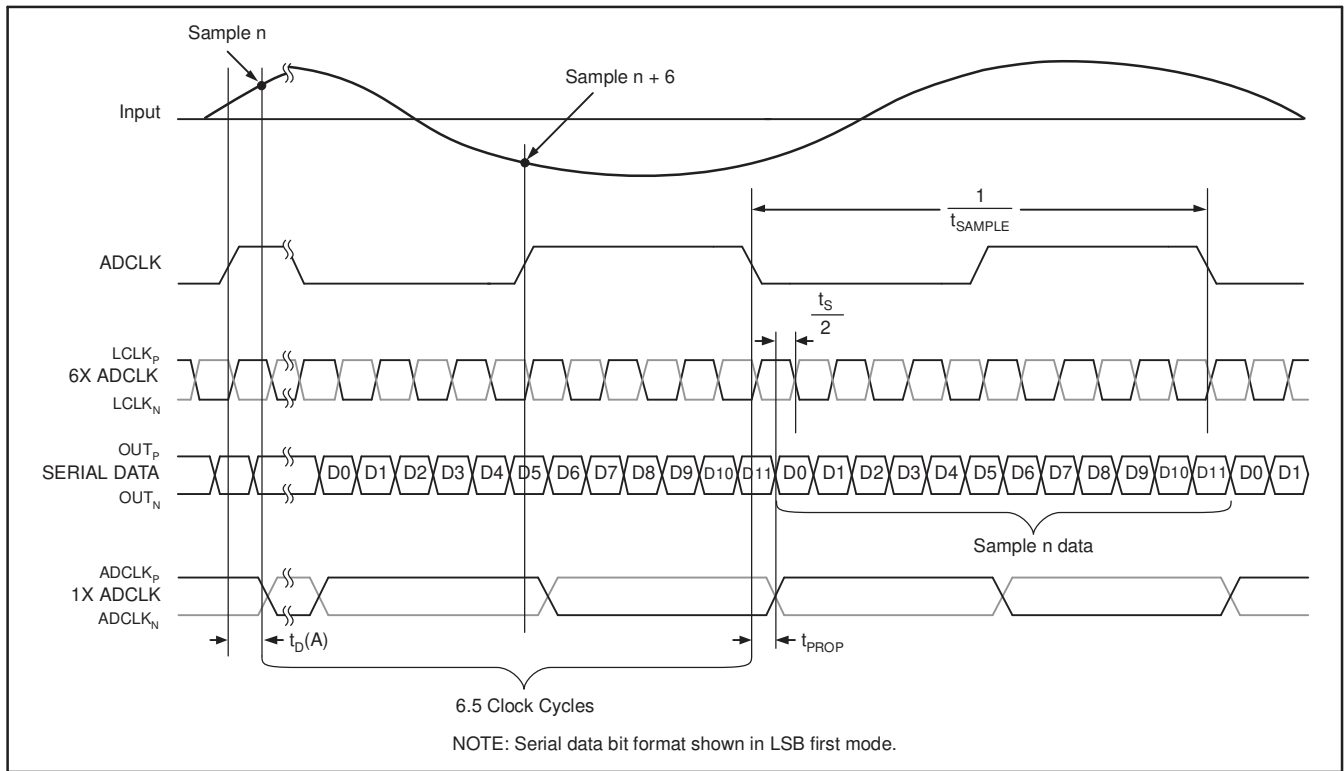 Sample n
Sample n + 6
Input
1
tSAMPLE
ADCLK
tS
2
LCLKP
6X ADCLK
LCLKN
OUTP
SERIAL DATA
OUTN
D0 D1 D2 D3 D4 D5 D6 D7 D8 D9 D10 D11 D0 D1 D2 D3 D4 D5 D6 D7 D8 D9 D10 D11 D0 D1
Sample n data
ADCLKP
1X ADCLK
ADCLKN
tD(A)
tPROP
6.5 Clock Cycles
NOTE: Serial data bit format shown in LSB first mode.